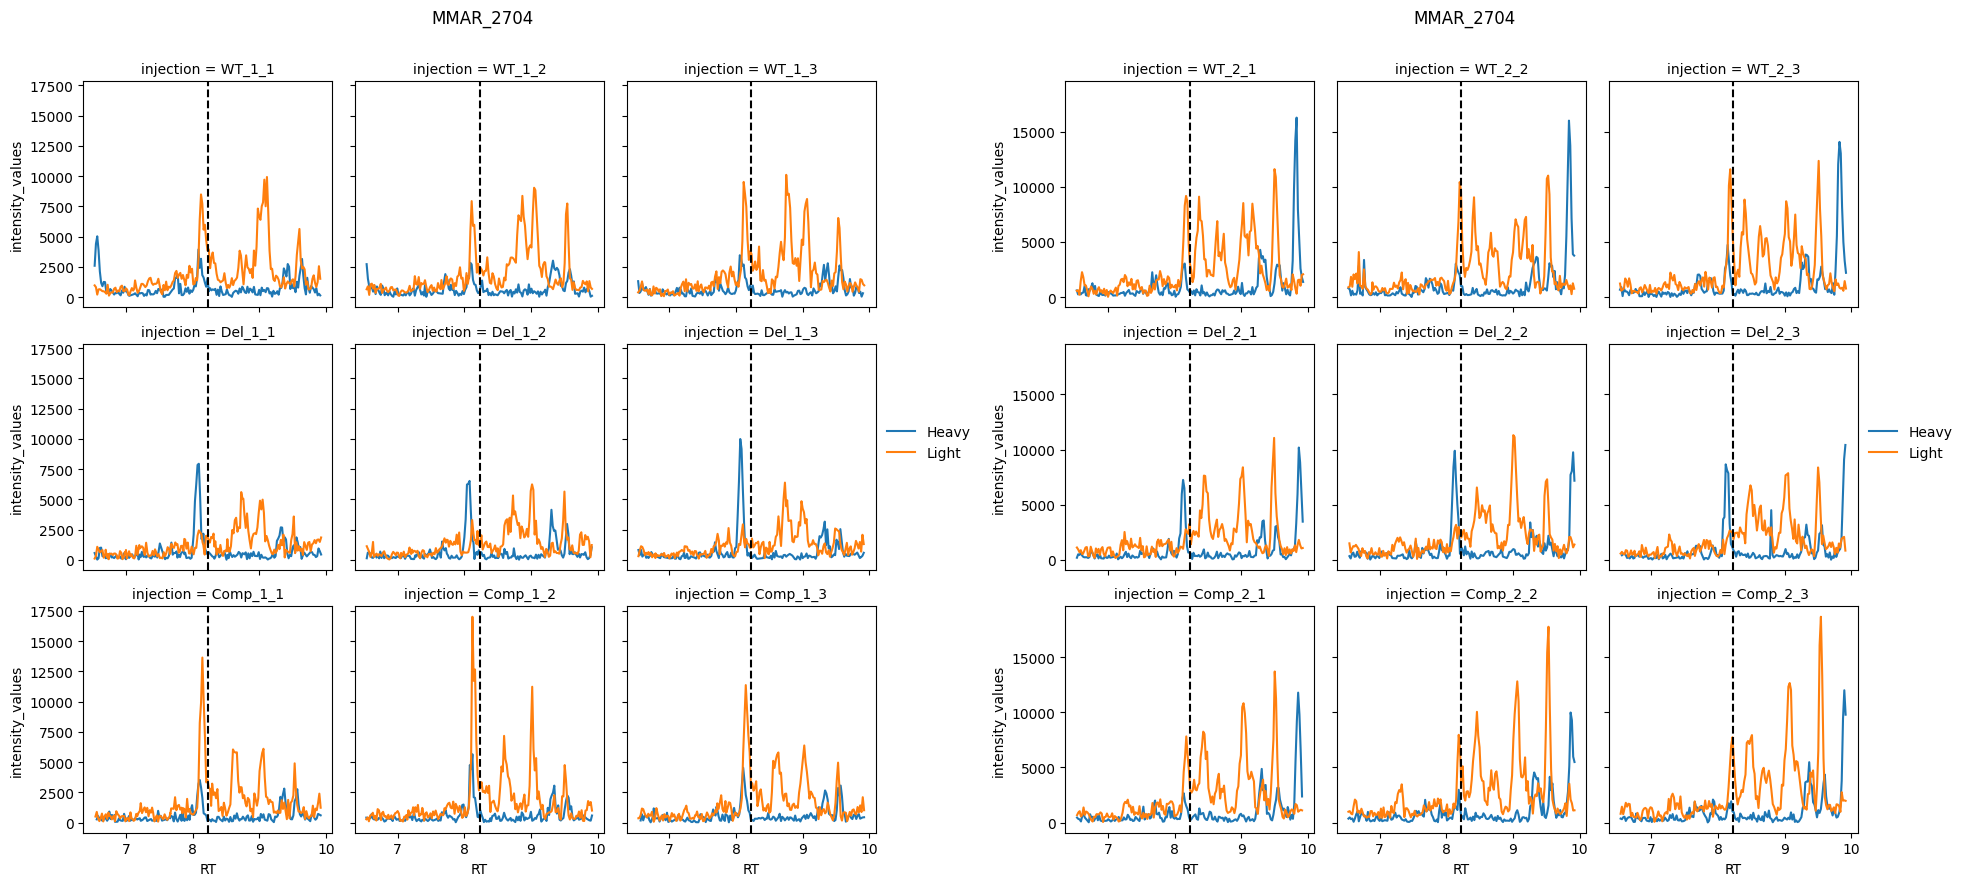 MMAR_2704
injection = WT_1_1
injection = WT_1_2
injection = WT_1_3
17500
15000
12500
10000
7500
5000
2500
0
intensity_values
injection = Del_1_1
injection = Del_1_2
injection = Del_1_3
17500
15000
12500
10000
7500
5000
2500
0
intensity_values
Heavy
Light
injection = Comp_1_1
injection = Comp_1_2
injection = Comp_1_3
17500
15000
12500
10000
7500
5000
2500
0
intensity_values
7 8 9 10
7 8 9 10
7 8 9 10
RT
RT
RT
MMAR_2704
injection = WT_2_1
injection = WT_2_2
injection = WT_2_3
15000
10000
5000
0
intensity_values
injection = Del_2_1
injection = Del_2_2
injection = Del_2_3
15000
10000
5000
0
intensity_values
Heavy
Light
injection = Comp_2_1
injection = Comp_2_2
injection = Comp_2_3
15000
10000
5000
0
intensity_values
7 8 9 10
7 8 9 10
7 8 9 10
RT
RT
RT